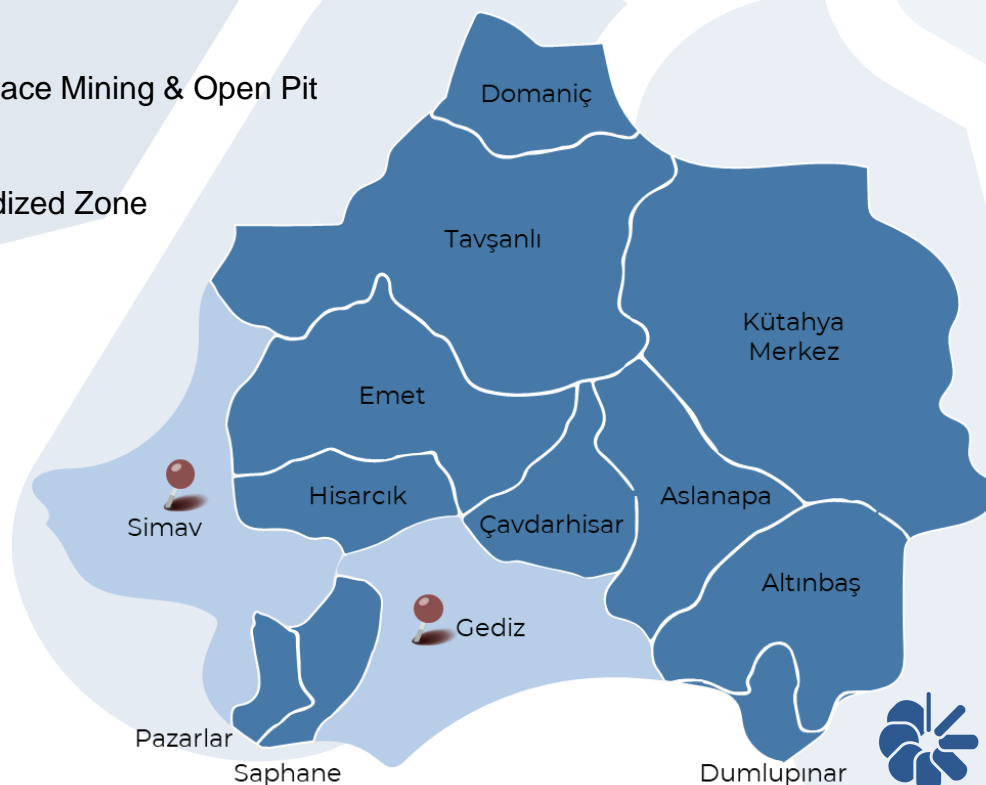 ace Mining & Open Pit
dized Zone
Domaniç
Tavşanlı
Kütahya
Merkez
Emet
Hisarcık
Aslanapa
Simav
Çavdarhisar
Altınbaş
Gediz
Pazarlar
Saphane
Dumlupınar